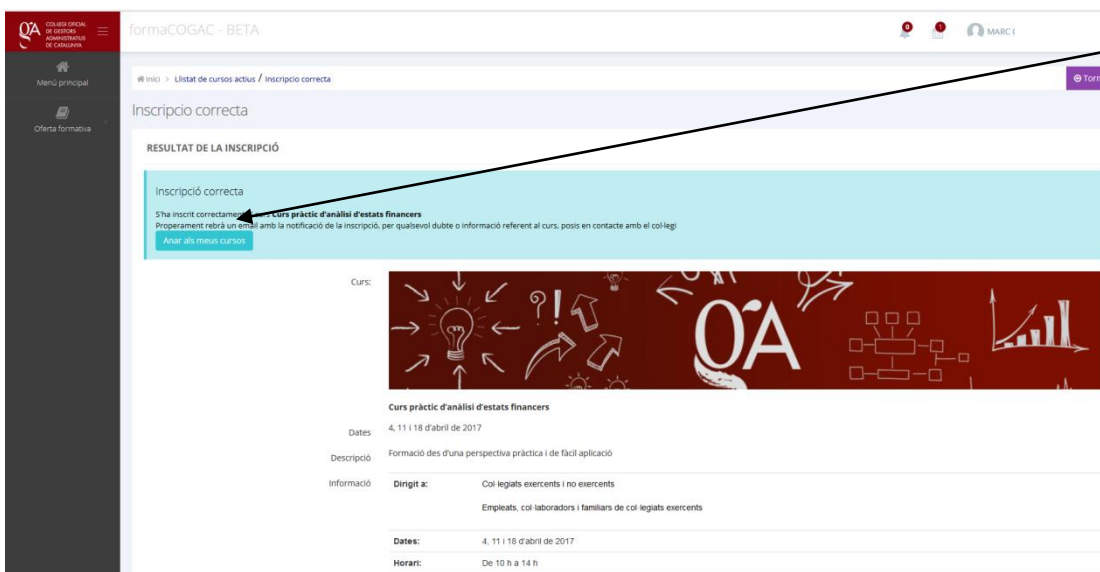 COL·LEGI OFICIAL
DE GESTORS
ADMINISTRATIUS
DE CATALUNYA
formaCOGAC - BETA
0
1
MARC
Menú principal
Inici > Llistat de cursos actius / Inscripcio correcta
Torn
Oferta formativa
Inscripcio correcta
RESULTAT DE LA INSCRIPCIÓ
Inscripció correcta
S'ha inscrit correctament curs Curs pràctic d'anàlisi d'estats financers
Properament rebrà un email amb la notificació de la inscripció, per qualsevol dubte o informació referent al curs, posis en contacte amb el col·legi
Anar als meus cursos
Curs:
?!
QA
Curs pràctic d'anàlisi d'estats financers
Dates 4, 11 i 18 d'abril de 2017
Descripció Formació des d'una perspectiva pràctica i de fàcil aplicació
Informació Dirigit a: Col·legiats exercents i no exercents
Empleats, col·laboradors i familiars de col·legiats exercents
Dates: 4, 11 i 18 d'abril de 2017
Horari: De 10 h a 14 h